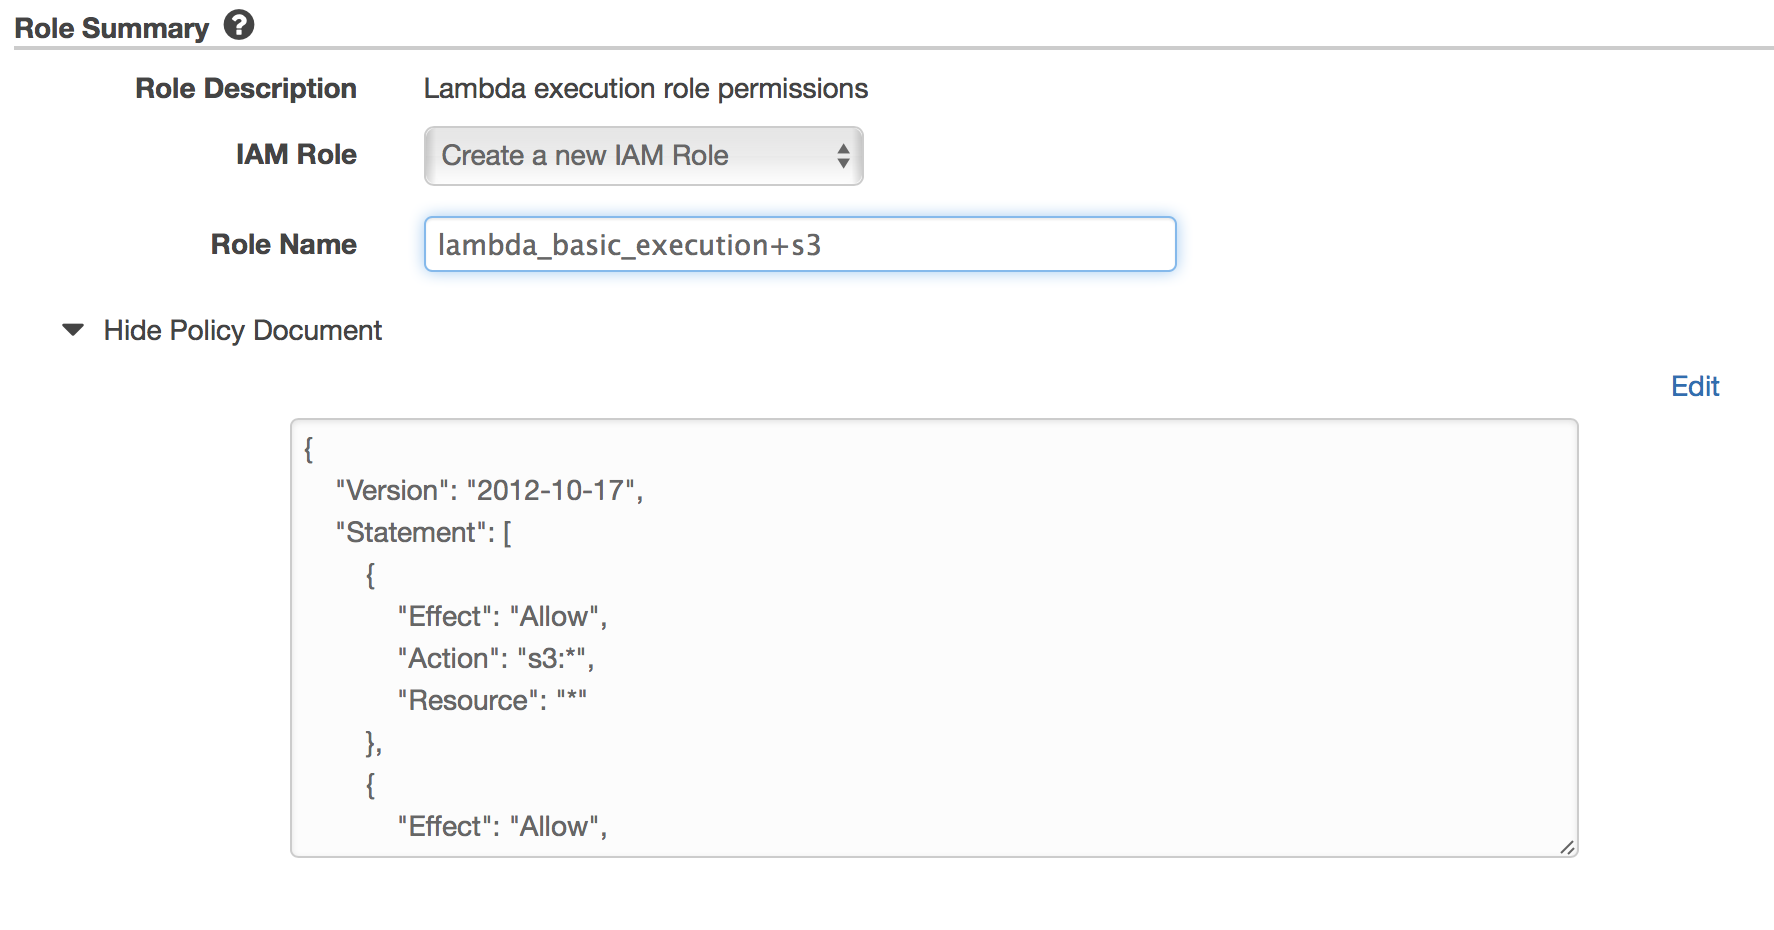 Role Summary ?
Role Description Lambda execution role permissions
IAM Role Create a new IAM Role
Role Name lambda_basic_execution+s3
Hide Policy Document
Edit
{
"Version": "2012-10-17",
"Statement": [
{
"Effect": "Allow",
"Action": "s3:*",
"Resource": "*"
},
{
"Effect": "Allow",